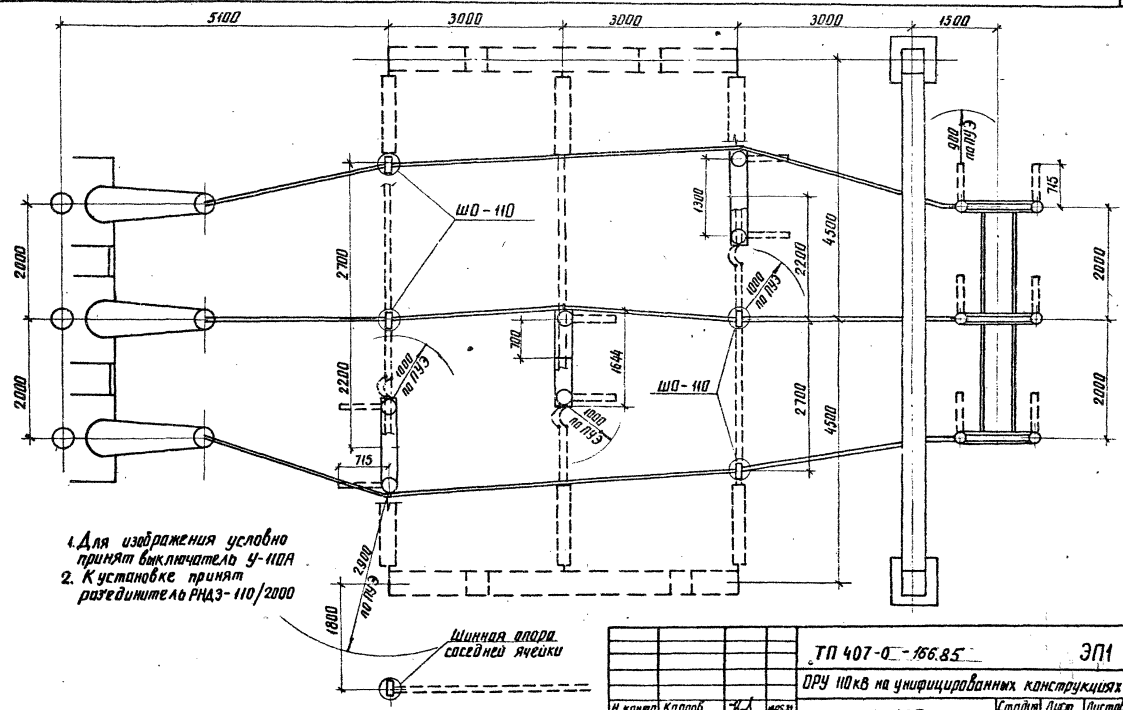 5100 3000 3000 3000 1500
900
по ПУЭ
715
1300
ШО-110
2700
2200
4500
2000
2000
1000
по ПУЭ
700
1644
1000
по ПУЭ
2200
ШО-110
2700
4500
2000
2000
1000
по ПУЭ
715
1. Для изображения условно
принят выключатель У-110А
2. К установке принят
разъединитель РНДЗ-110/2000
2900
по ПУЭ
1800
Шинная опора
соседней ячейки
ТП 407-0-166.85 ЭП1
ОРУ 110кВ на унифицированных конструкциях
Н.контр Стадия Лист Листов